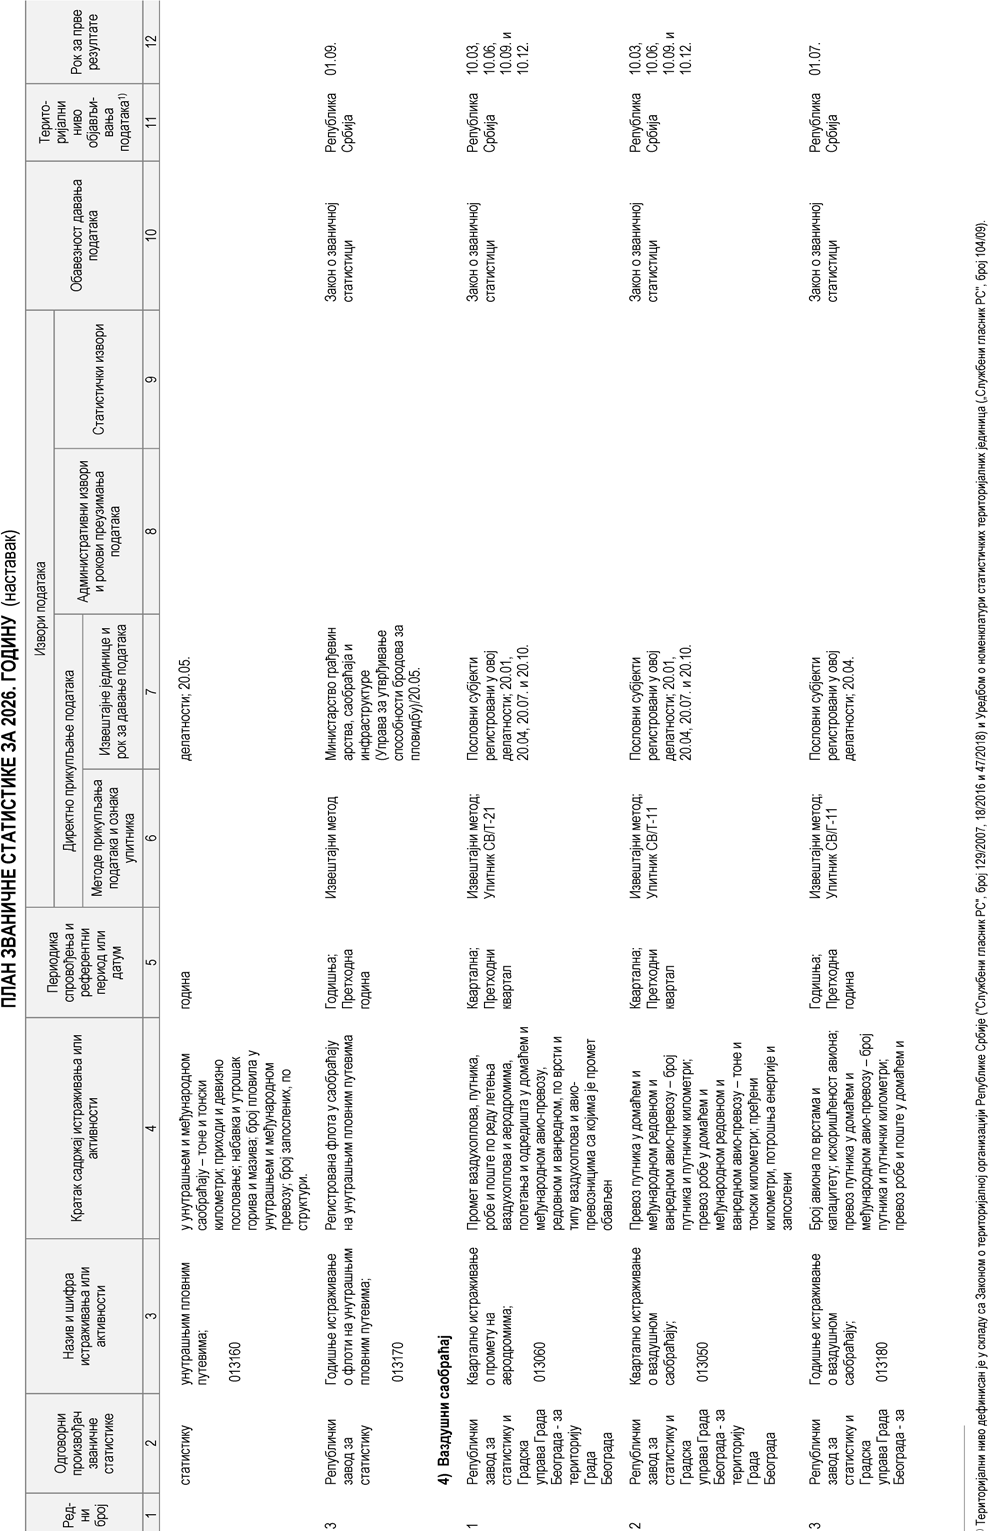 ПЛАН ЗВАНИЧНЕ СТАТИСТИКЕ ЗА 2026. ГОДИНУ (наставак)
Ред-
ни
број
Одговорни
произвођач
званичне
статистике
Назив и шифра
истраживања или
активности
Кратак садржај истраживања или
активности
Периодика
спровођења и
референтни
период или
датум
Извори података
Директно прикупљање података
Методе прикупљања
података и ознака
упитника
Извештајне јединице и
рок за давање података
Административни извори
и рокови преузимања
података
Статистички извори
Обавезност давања
података
Терито-
ријални
ниво
објављи-
вања
података1)
Рок за прве
резултате
1 2 3 4 5 6 7 8 9 10 11 12
статистику
унутрашњим пловним
путевима;
013160
у унутрашњем и међународном
саобраћају – тоне и тонски
километри; приходи и девизно
пословање; набавка и утрошак
горива и мазива; број пловила у
унутрашњем и међународном
превозу; број запослених, по
структури.
година
делатности; 20.05.
3
Републички
завод за
статистику
Годишње истраживање
о флоти на унутрашњим
пловним путевима;
013170
Регистрована флота у саобраћају
на унутрашњим пловним путевима
Годишња;
Претходна
година
Извештајни метод
Министарство грађевин
арства, саобраћаја и
инфраструктуре
(Управа за утврђивање
способности бродова за
пловидбу)/20.05.
Закон о званичној
статистици
Република
Србија
01.09.
4) Ваздушни саобраћај
1
Републички
завод за
статистику и
Градска
управа Града
Београда - за
територију
Града
Београда
Квартално истраживање
о промету на
аеродромима;
013060
Промет ваздухоплова, путника,
робе и поште по реду летења
ваздухоплова и аеродромима,
полетања и одредишта у домаћем и
међународном авио-превозу,
редовном и ванредном, по врсти и
типу ваздухоплова и авио-
превозницима са којима је промет
обављен
Квартална;
Претходни
квартал
Извештајни метод;
Упитник СВ/Т-21
Пословни субјекти
регистровани у овој
делатности; 20.01,
20.04, 20.07. и 20.10.
Закон о званичној
статистици
Република
Србија
10.03,
10.06,
10.09. и
10.12.
2
Републички
завод за
статистику и
Градска
управа Града
Београда - за
територију
Града
Београда
Квартално истраживање
о ваздушном
саобраћају;
013050
Превоз путника у домаћем и
међународном редовном и
ванредном авио-превозу – број
путника и путнички километри;
превоз робе у домаћем и
међународном редовном и
ванредном авио-превозу – тоне и
тонски километри; пређени
километри, потрошња енергије и
запослени
Квартална;
Претходни
квартал
Извештајни метод;
Упитник СВ/Т-11
Пословни субјекти
регистровани у овој
делатности; 20.01,
20.04, 20.07. и 20.10.
Закон о званичној
статистици
Република
Србија
10.03,
10.06,
10.09. и
10.12.
3
Републички
завод за
статистику и
Градска
управа Града
Београда - за
Годишње истраживање
о ваздушном
саобраћају;
013180
Број авиона по врстама и
капацитету; искоришћеност авиона;
превоз путника у домаћем и
међународном авио-превозу – број
путника и путнички километри;
превоз робе и поште у домаћем и
Годишња;
Претходна
година
Извештајни метод;
Упитник СВ/Г-11
Пословни субјекти
регистровани у овој
делатности; 20.04.
Закон о званичној
статистици
Република
Србија
01.07.
) Територијални ниво дефинисан је у складу са Законом о територијалној организацији Републике Србије ("Службени гласник РС", број 129/2007, 18/2016 и 47/2018) и Уредбом о номенклатури статистичких територијалних јединица („Службени гласник РС", број 104/09).